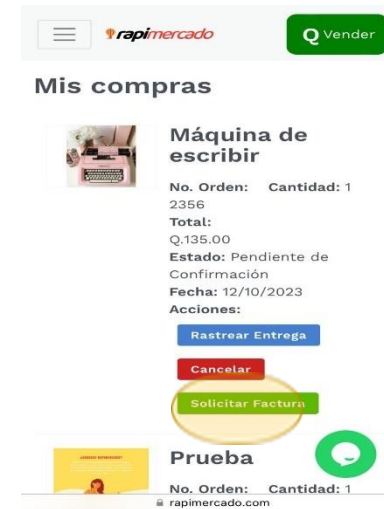 rapimercado
Q Vender
Mis compras
Máquina de
escribir
No. Orden: Cantidad: 1
2356
Total:
Q.135.00
Estado: Pendiente de
Confirmación
Fecha: 12/10/2023
Acciones:
Rastrear Entrega
Cancelar
Solicitar Factura
Prueba
No. Orden: Cantidad: 1
rapimercado.com